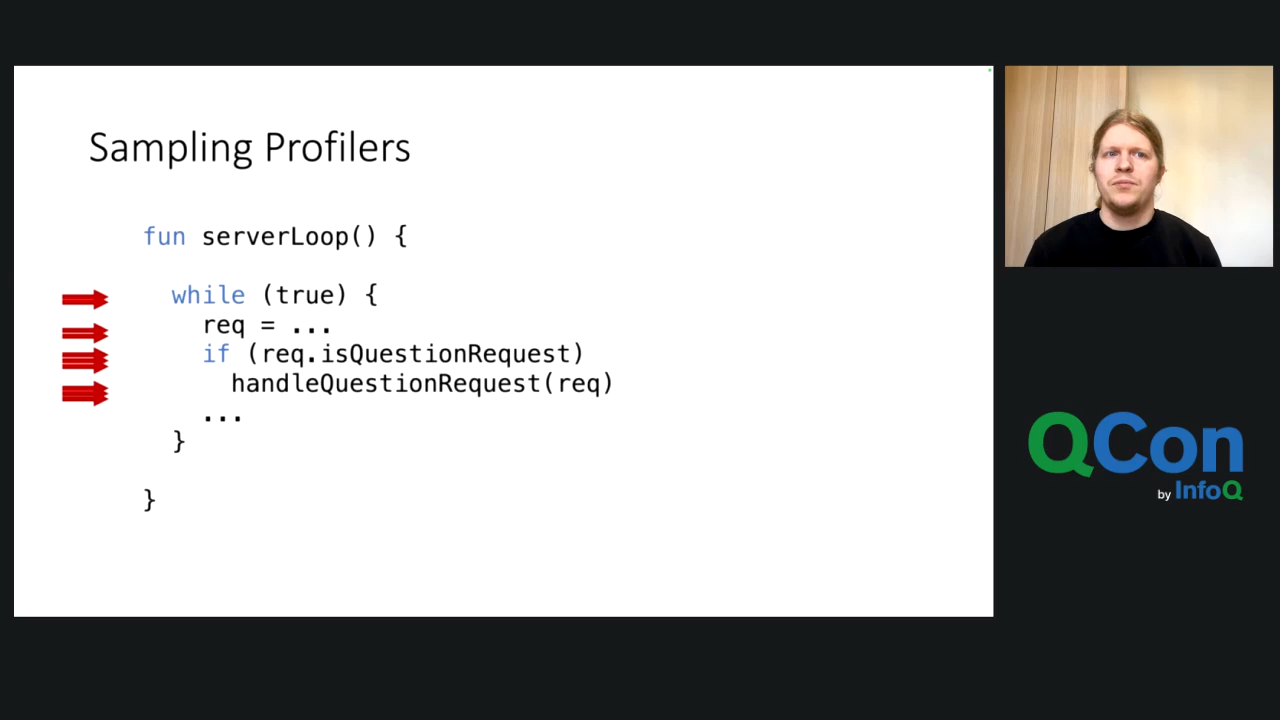 Sampling Profilers
fun serverLoop() {
while (true) {
req = ...
if (req.isQuestionRequest)
handleQuestionRequest(req)
...
}
}
QCon
by InfoQ